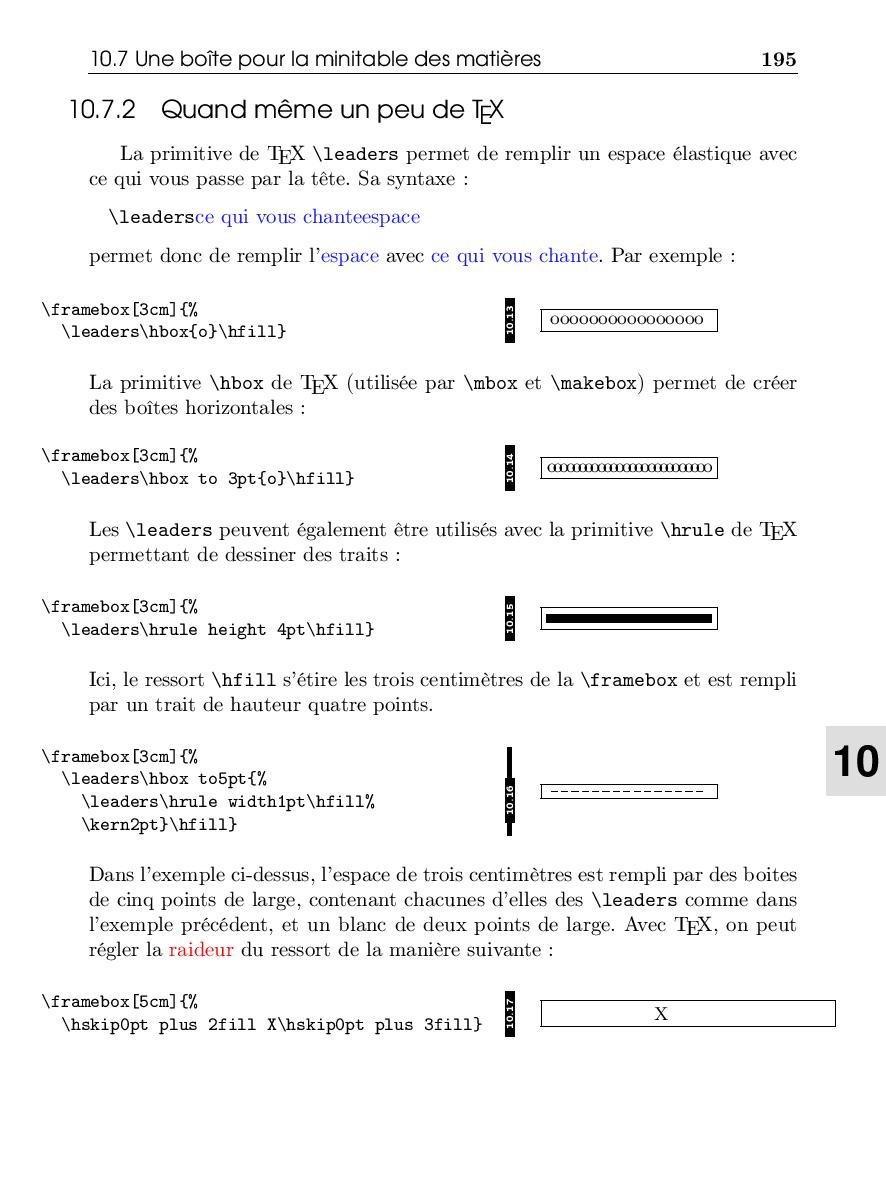 10.7 Une boîte pour la minitable des matières 195
10.7.2 Quand même un peu de TEX
La primitive de TEX \leaders permet de remplir un espace élastique avec
ce qui vous passe par la tête. Sa syntaxe :
\leadersce qui vous chanteespace
permet donc de remplir l'espace avec ce qui vous chante. Par exemple :
\framebox[3cm]{%
\leaders\hbox{o}\hfill}
10.13
oooooooooooooooo
La primitive \hbox de TEX (utilisée par \mbox et \makebox) permet de créer
des boîtes horizontales :
\framebox[3cm]{%
\leaders\hbox to 3pt{o}\hfill}
10.14
Les \leaders peuvent également être utilisés avec la primitive \hrule de TEX
permettant de dessiner des traits :
\framebox[3cm]{%
\leaders\hrule height 4pt\hfill}
10.15
Ici, le ressort \hfill s'étire les trois centimètres de la \framebox et est rempli
par un trait de hauteur quatre points.
10
\framebox[3cm]{%
\leaders\hbox to5pt{%
\leaders\hrule width1pt\hfill%
\kern2pt}\hfill}
10.16
Dans l'exemple ci-dessus, l'espace de trois centimètres est rempli par des boites
de cinq points de large, contenant chacunes d'elles des \leaders comme dans
l'exemple précédent, et un blanc de deux points de large. Avec TEX, on peut
régler la raideur du ressort de la manière suivante :
\framebox[5cm]{%
\hskip0pt plus 2fill X\hskip0pt plus 3fill}
10.17
X